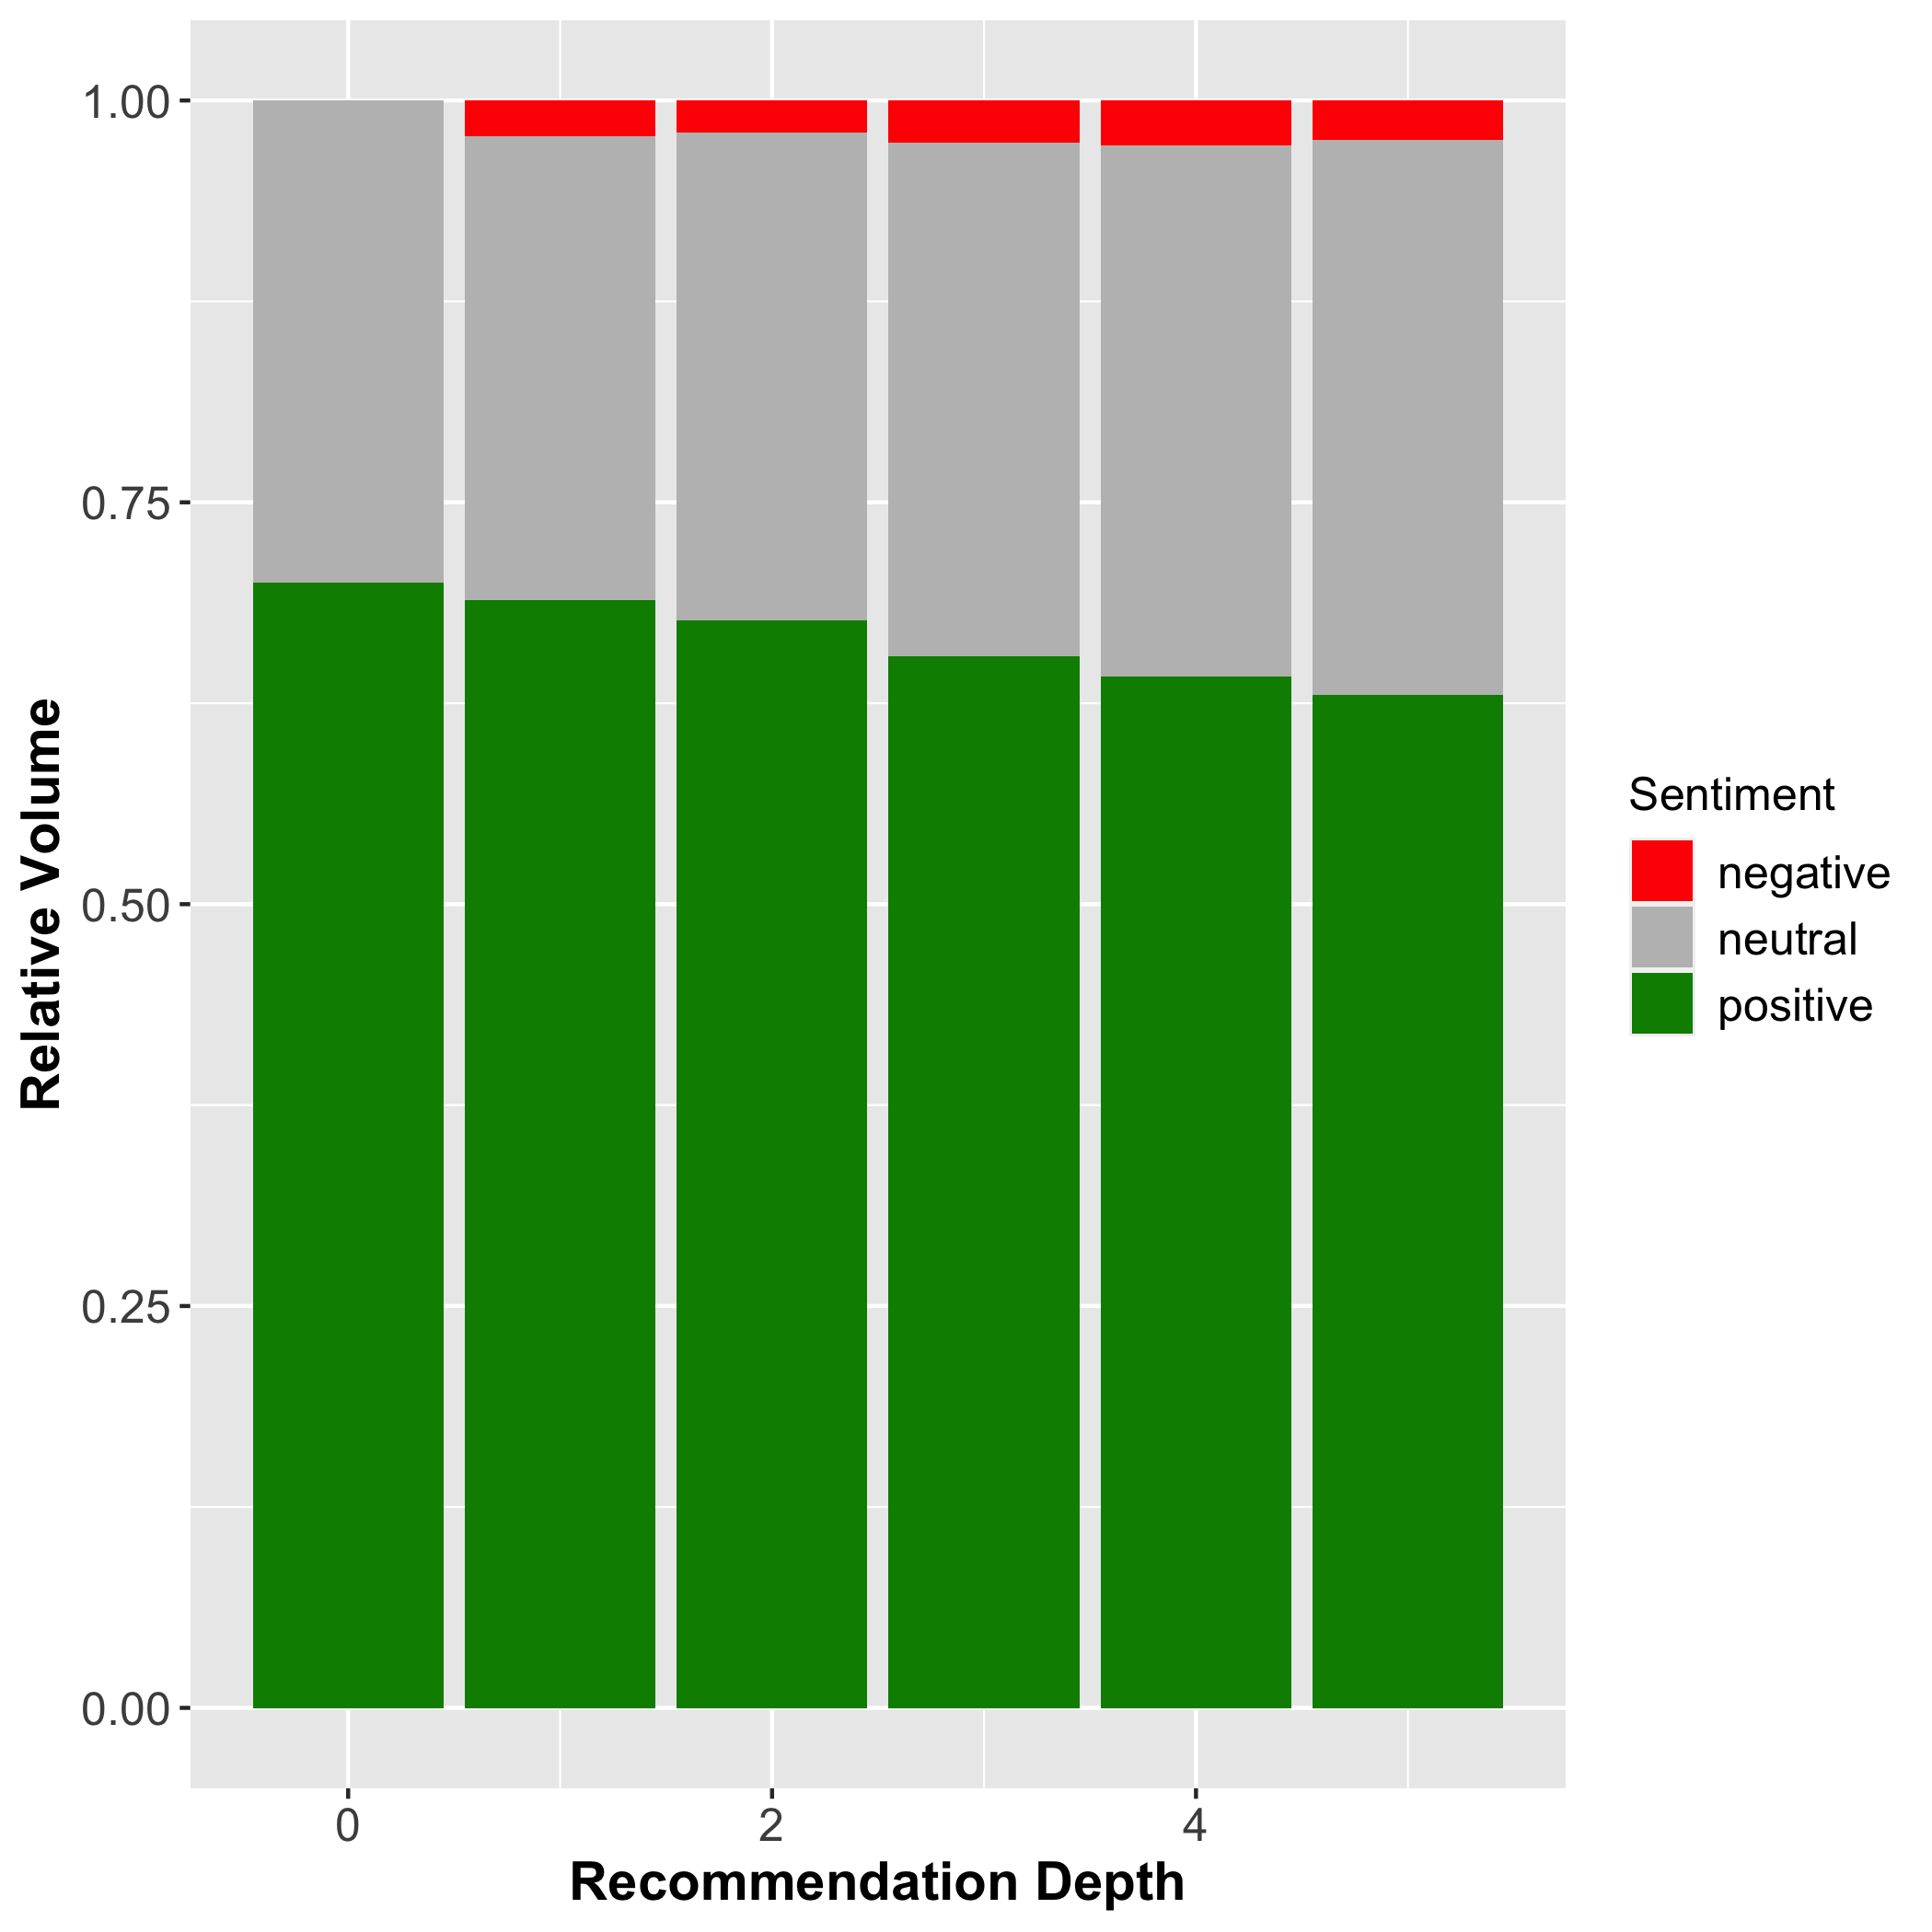 1.00
0.75
0.50
0.25
0.00
Relative Volume
0 2 4
Recommendation Depth
Sentiment
negative
neutral
positive